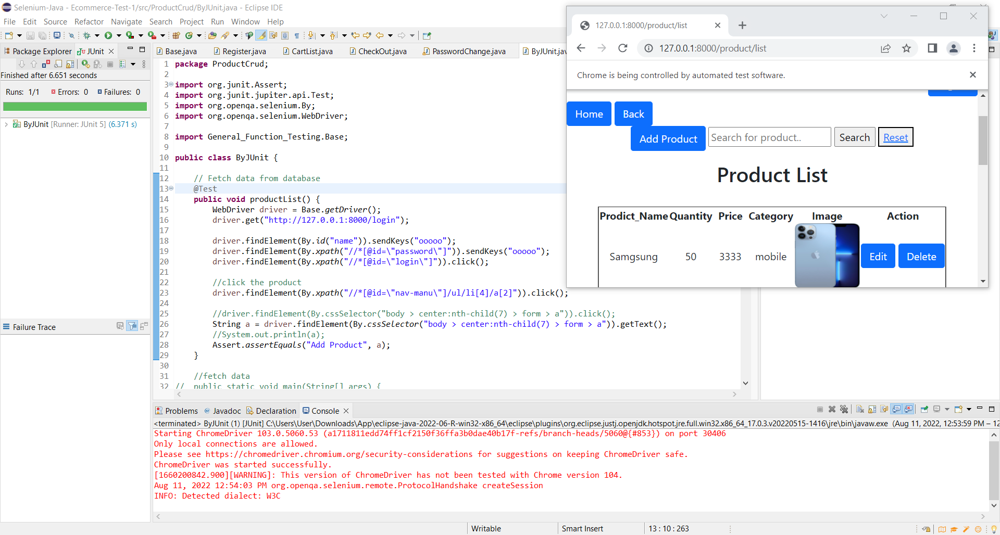 Selenium-Java - Ecommerce-Test-1/src/ProductCrud/ByJUnit.java - Eclipse IDE
File Edit Source Refactor Navigate Search Project Run Window Help
Package Explorer JUnit
Finished after 6.651 seconds
Runs: 1/1 Errors: 0 Failures: 0
ByJUnit [Runner: JUnit 5] (6.371 s)
Failure Trace
Base.java Register.java CartList.java CheckOut.java PasswordChange.java ByJUnit.jav
1 package ProductCrud;
2
3 import org.junit.Assert;
4 import org.junit.jupiter.api.Test;
5 import org.openqa.selenium.By;
6 import org.openqa.selenium.WebDriver;
7
8 import General_Function_Testing.Base;
9
10 public class ByJUnit {
11
12 // Fetch data from database
13 @Test
14 public void productList() {
15 WebDriver driver = Base.getDriver();
16 driver.get("http://127.0.0.1:8000/login");
17
18 driver.findElement(By.id("name")).sendKeys("ooooo");
19 driver.findElement(By.xpath("//*[@id=\"password\"]")).sendKeys("ooooo");
20 driver.findElement(By.xpath("//*[@id=\"login\"]")).click();
21
22 //click the product
23 driver.findElement(By.xpath("//*[@id=\"nav-manu\"]/ul/li[4]/a[2]")).click();
24
25 //driver.findElement(By.cssSelector("body > center:nth-child(7) > form > a")).click();
26 String a = driver.findElement(By.cssSelector("body > center:nth-child(7) > form > a")).getText();
27 //System.out.println(a);
28 Assert.assertEquals("Add Product", a);
29 }
30
31 //fetch data
32 // public static void main(String[] args) {
127.0.0.1:8000/product/list
127.0.0.1:8000/product/list
Chrome is being controlled by automated test software.
Home Back
Add Product Search for product.. Search Reset
Product List
Prodict_Name Quantity Price Category Image Action
Samgsung 50 3333 mobile Edit Delete
Problems Javadoc Declaration Console
<terminated> ByJUnit (1) [JUnit] C:\Users\User\Downloads\App\eclipse-java-2022-06-R-win32-x86_64\eclipse\plugins\org.eclipse.justj.openjdk.hotspot.jre.full.win32.x86_64_17.0.3.v20220515-1416\jre\bin\javaw.exe (Aug 11, 2022, 12:53:59 PM – 12
Starting ChromeDriver 103.0.5060.53 (a1711811edd74ff1cf2150f36ffa3b0dae40b17f-refs/branch-heads/5060@{#853}) on port 30406
Only local connections are allowed.
Please see https://chromedriver.chromium.org/security-considerations for suggestions on keeping ChromeDriver safe.
ChromeDriver was started successfully.
[1660200842.900][WARNING]: This version of ChromeDriver has not been tested with Chrome version 104.
Aug 11, 2022 12:54:03 PM org.openqa.selenium.remote.ProtocolHandshake createSession
INFO: Detected dialect: W3C
Writable Smart Insert 13 : 10 : 263